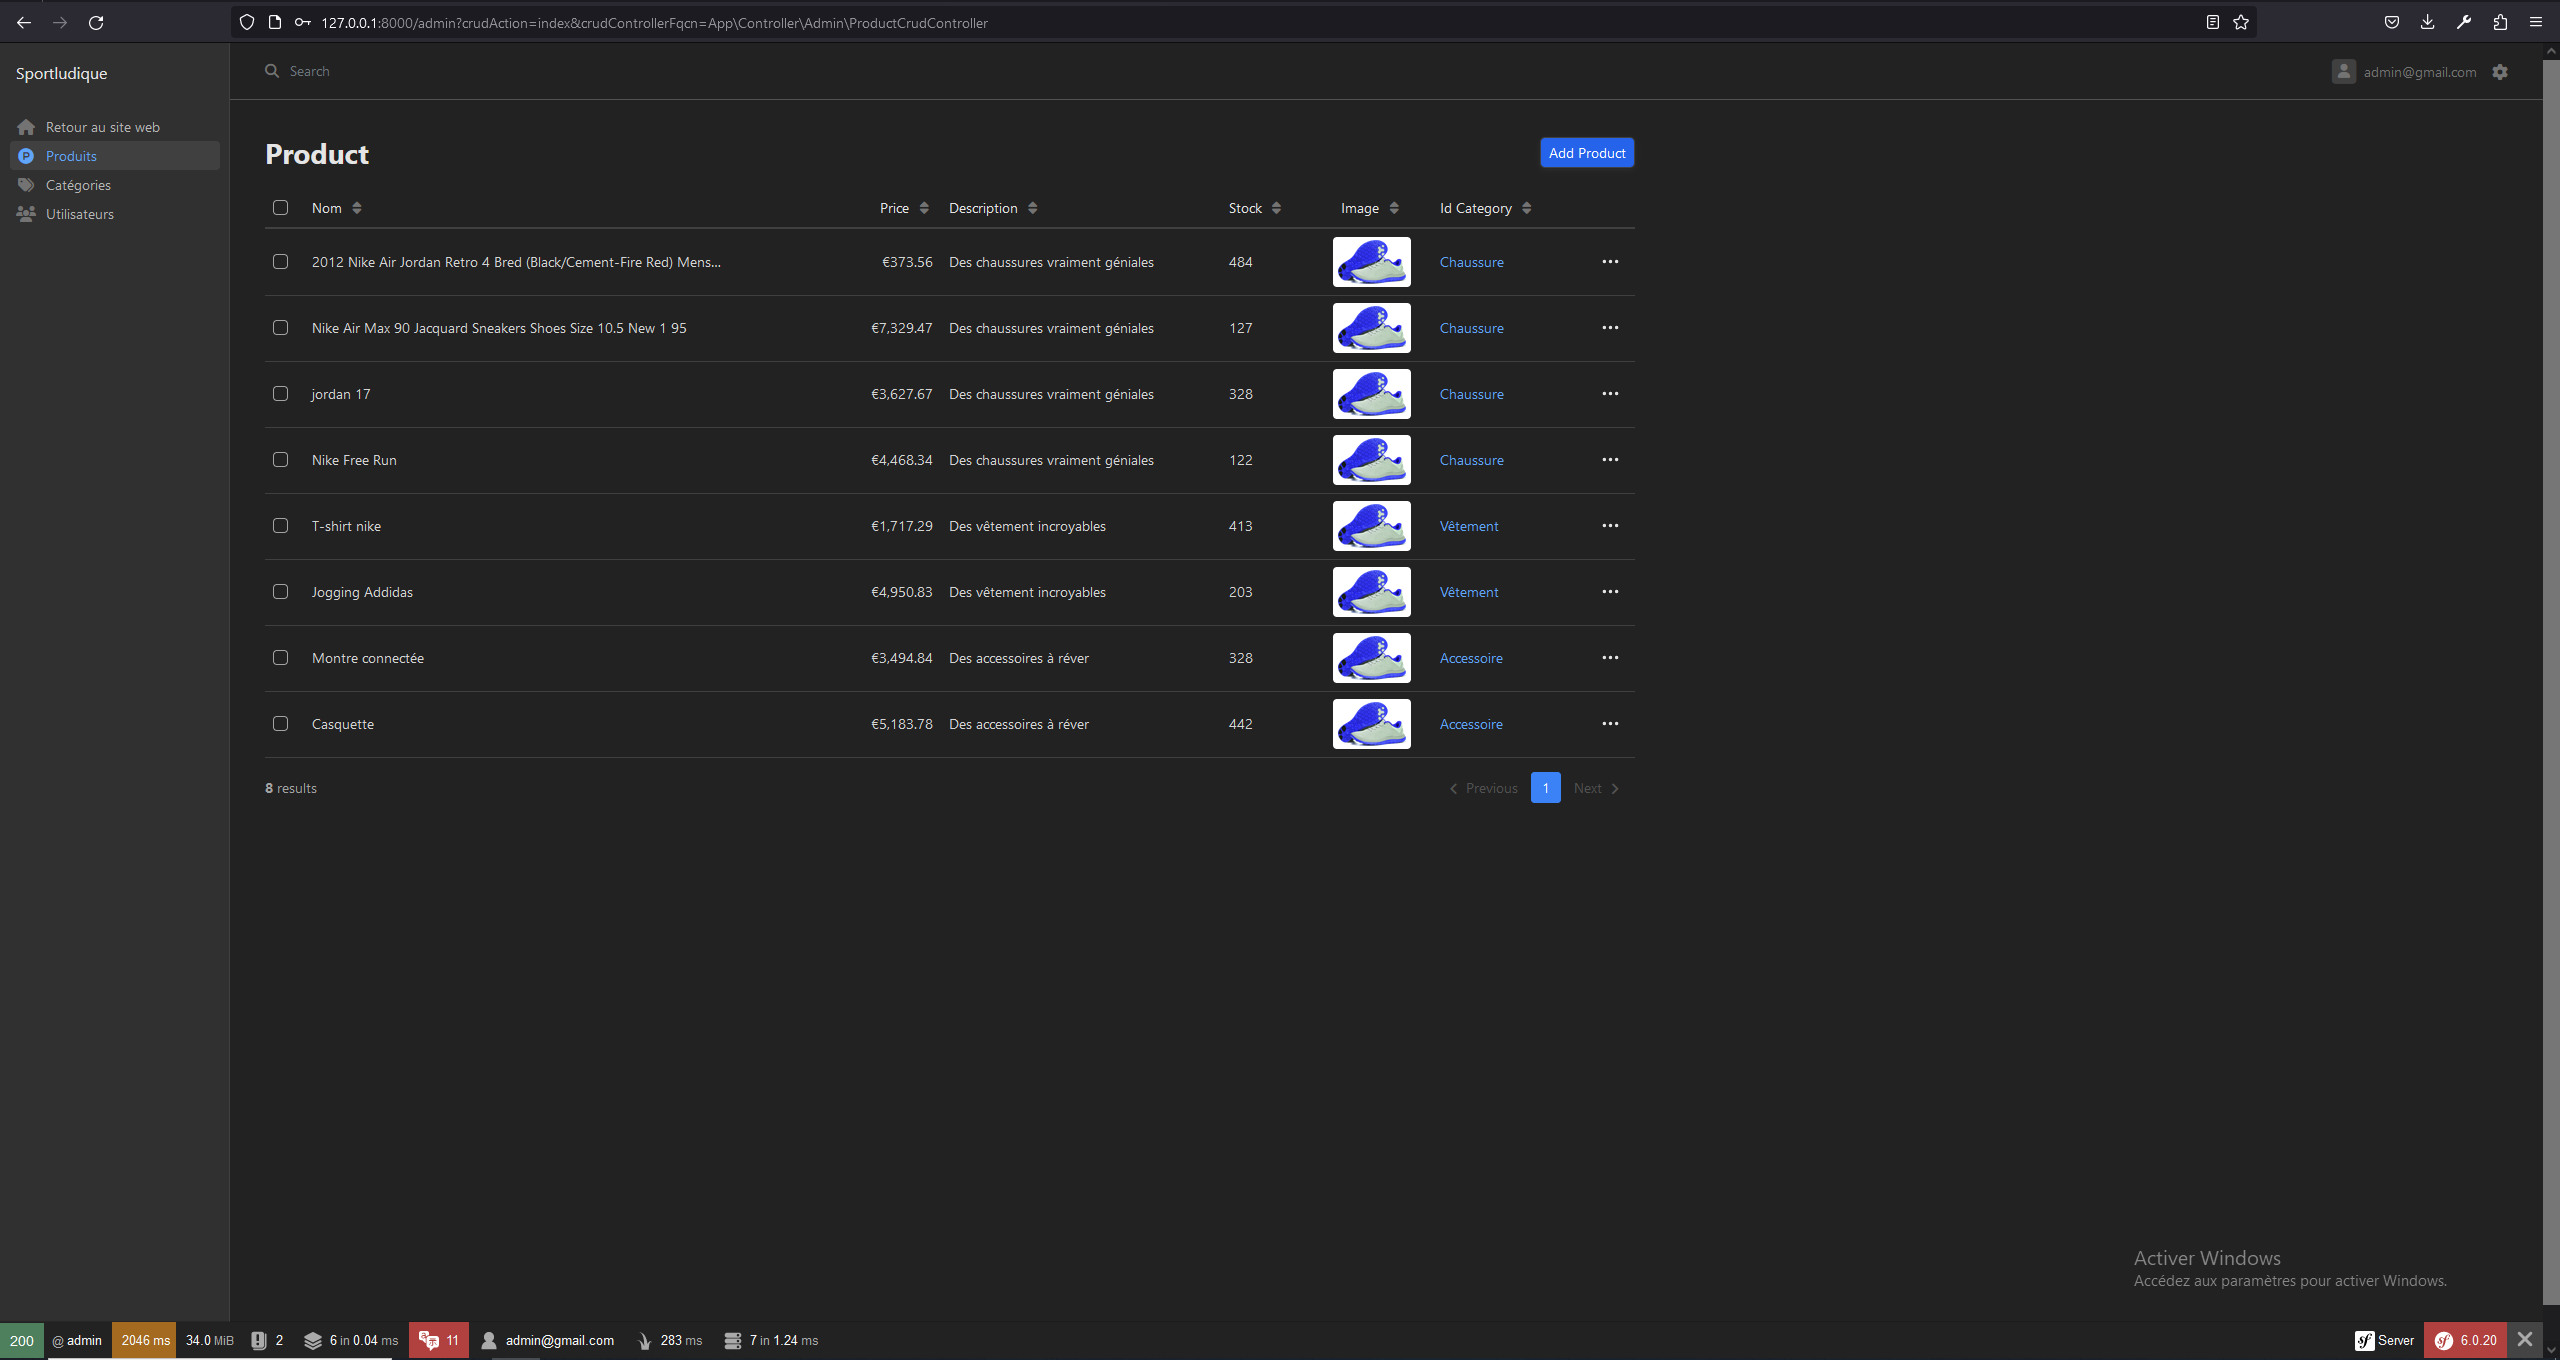 127.0.0.1:8000/admin?crudAction=index&crudControllerFqcn=App\Controller\Admin\ProductCrudController
Sportludique
Search
admin@gmail.com
Retour au site web
Produits
Catégories
Utilisateurs
Product
Add Product
Nom Price Description Stock Image Id Category
2012 Nike Air Jordan Retro 4 Bred (Black/Cement-Fire Red) Mens... €373.56 Des chaussures vraiment géniales 484 Chaussure
Nike Air Max 90 Jacquard Sneakers Shoes Size 10.5 New 1 95 €7,329.47 Des chaussures vraiment géniales 127 Chaussure
jordan 17 €3,627.67 Des chaussures vraiment géniales 328 Chaussure
Nike Free Run €4,468.34 Des chaussures vraiment géniales 122 Chaussure
T-shirt nike €1,717.29 Des vêtement incroyables 413 Vêtement
Jogging Addidas €4,950.83 Des vêtement incroyables 203 Vêtement
Montre connectée €3,494.84 Des accessoires à réver 328 Accessoire
Casquette €5,183.78 Des accessoires à réver 442 Accessoire
8 results
Previous 1 Next
Activer Windows
Accédez aux paramètres pour activer Windows.
200 @ admin 2046 ms 34.0 MiB 2 6 in 0.04 ms 11 admin@gmail.com 283 ms 7 in 1.24 ms Server 6.0.20